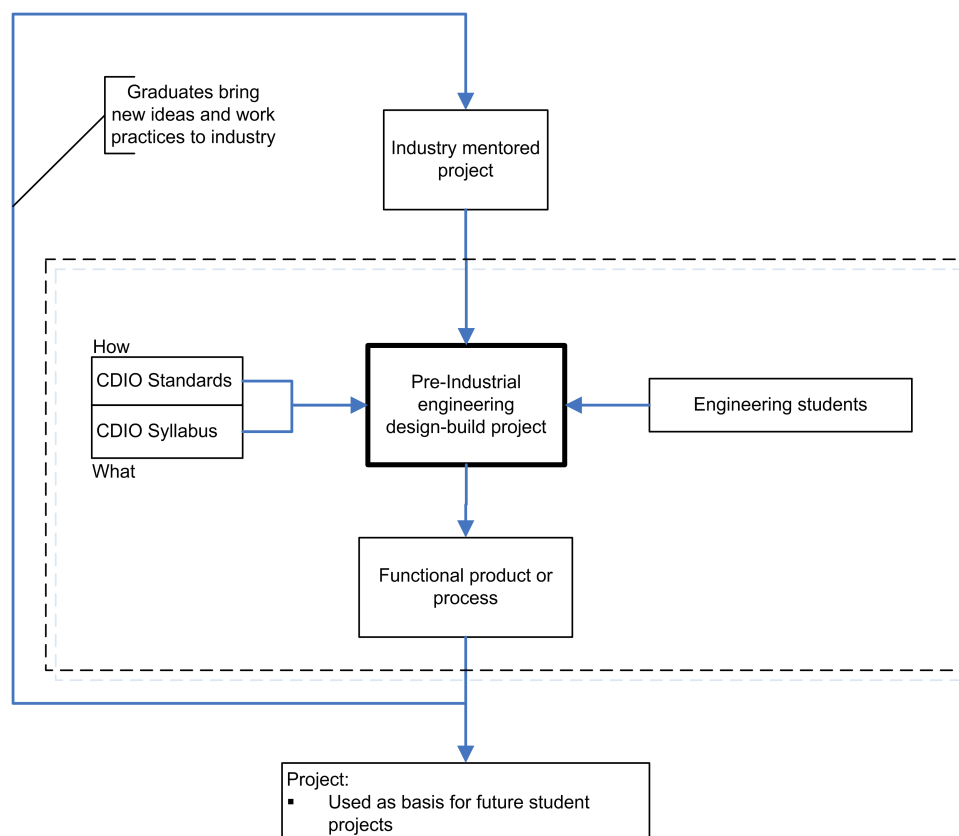 Graduates bring
new ideas and work
practices to industry
Industry mentored
project
How
CDIO Standards
CDIO Syllabus
What
Pre-Industrial
engineering
design-build project
Engineering students
Functional product or
process
Project:
▪ Used as basis for future student
projects